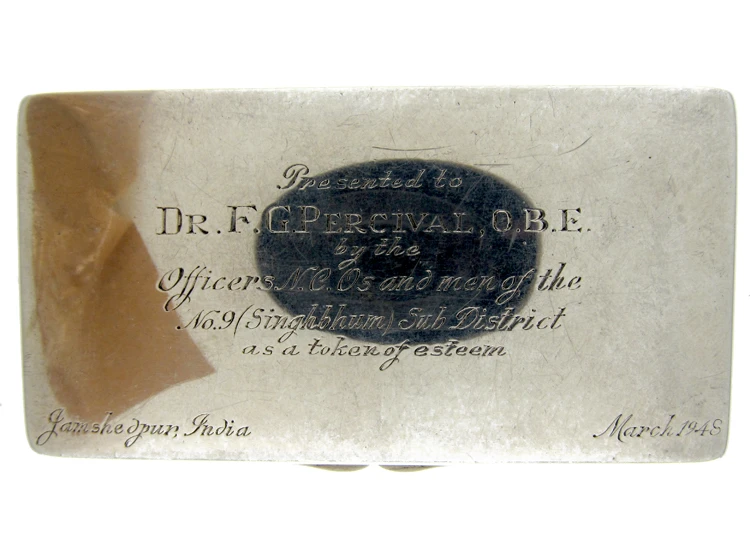 Presented to
DR. F.G. PERCIVAL, O.B.E.
by the
Officers N.C.Os and men of the
No.9 (Singhbhum) Sub District
as a token of esteem
Jamshedpur, India March 1948